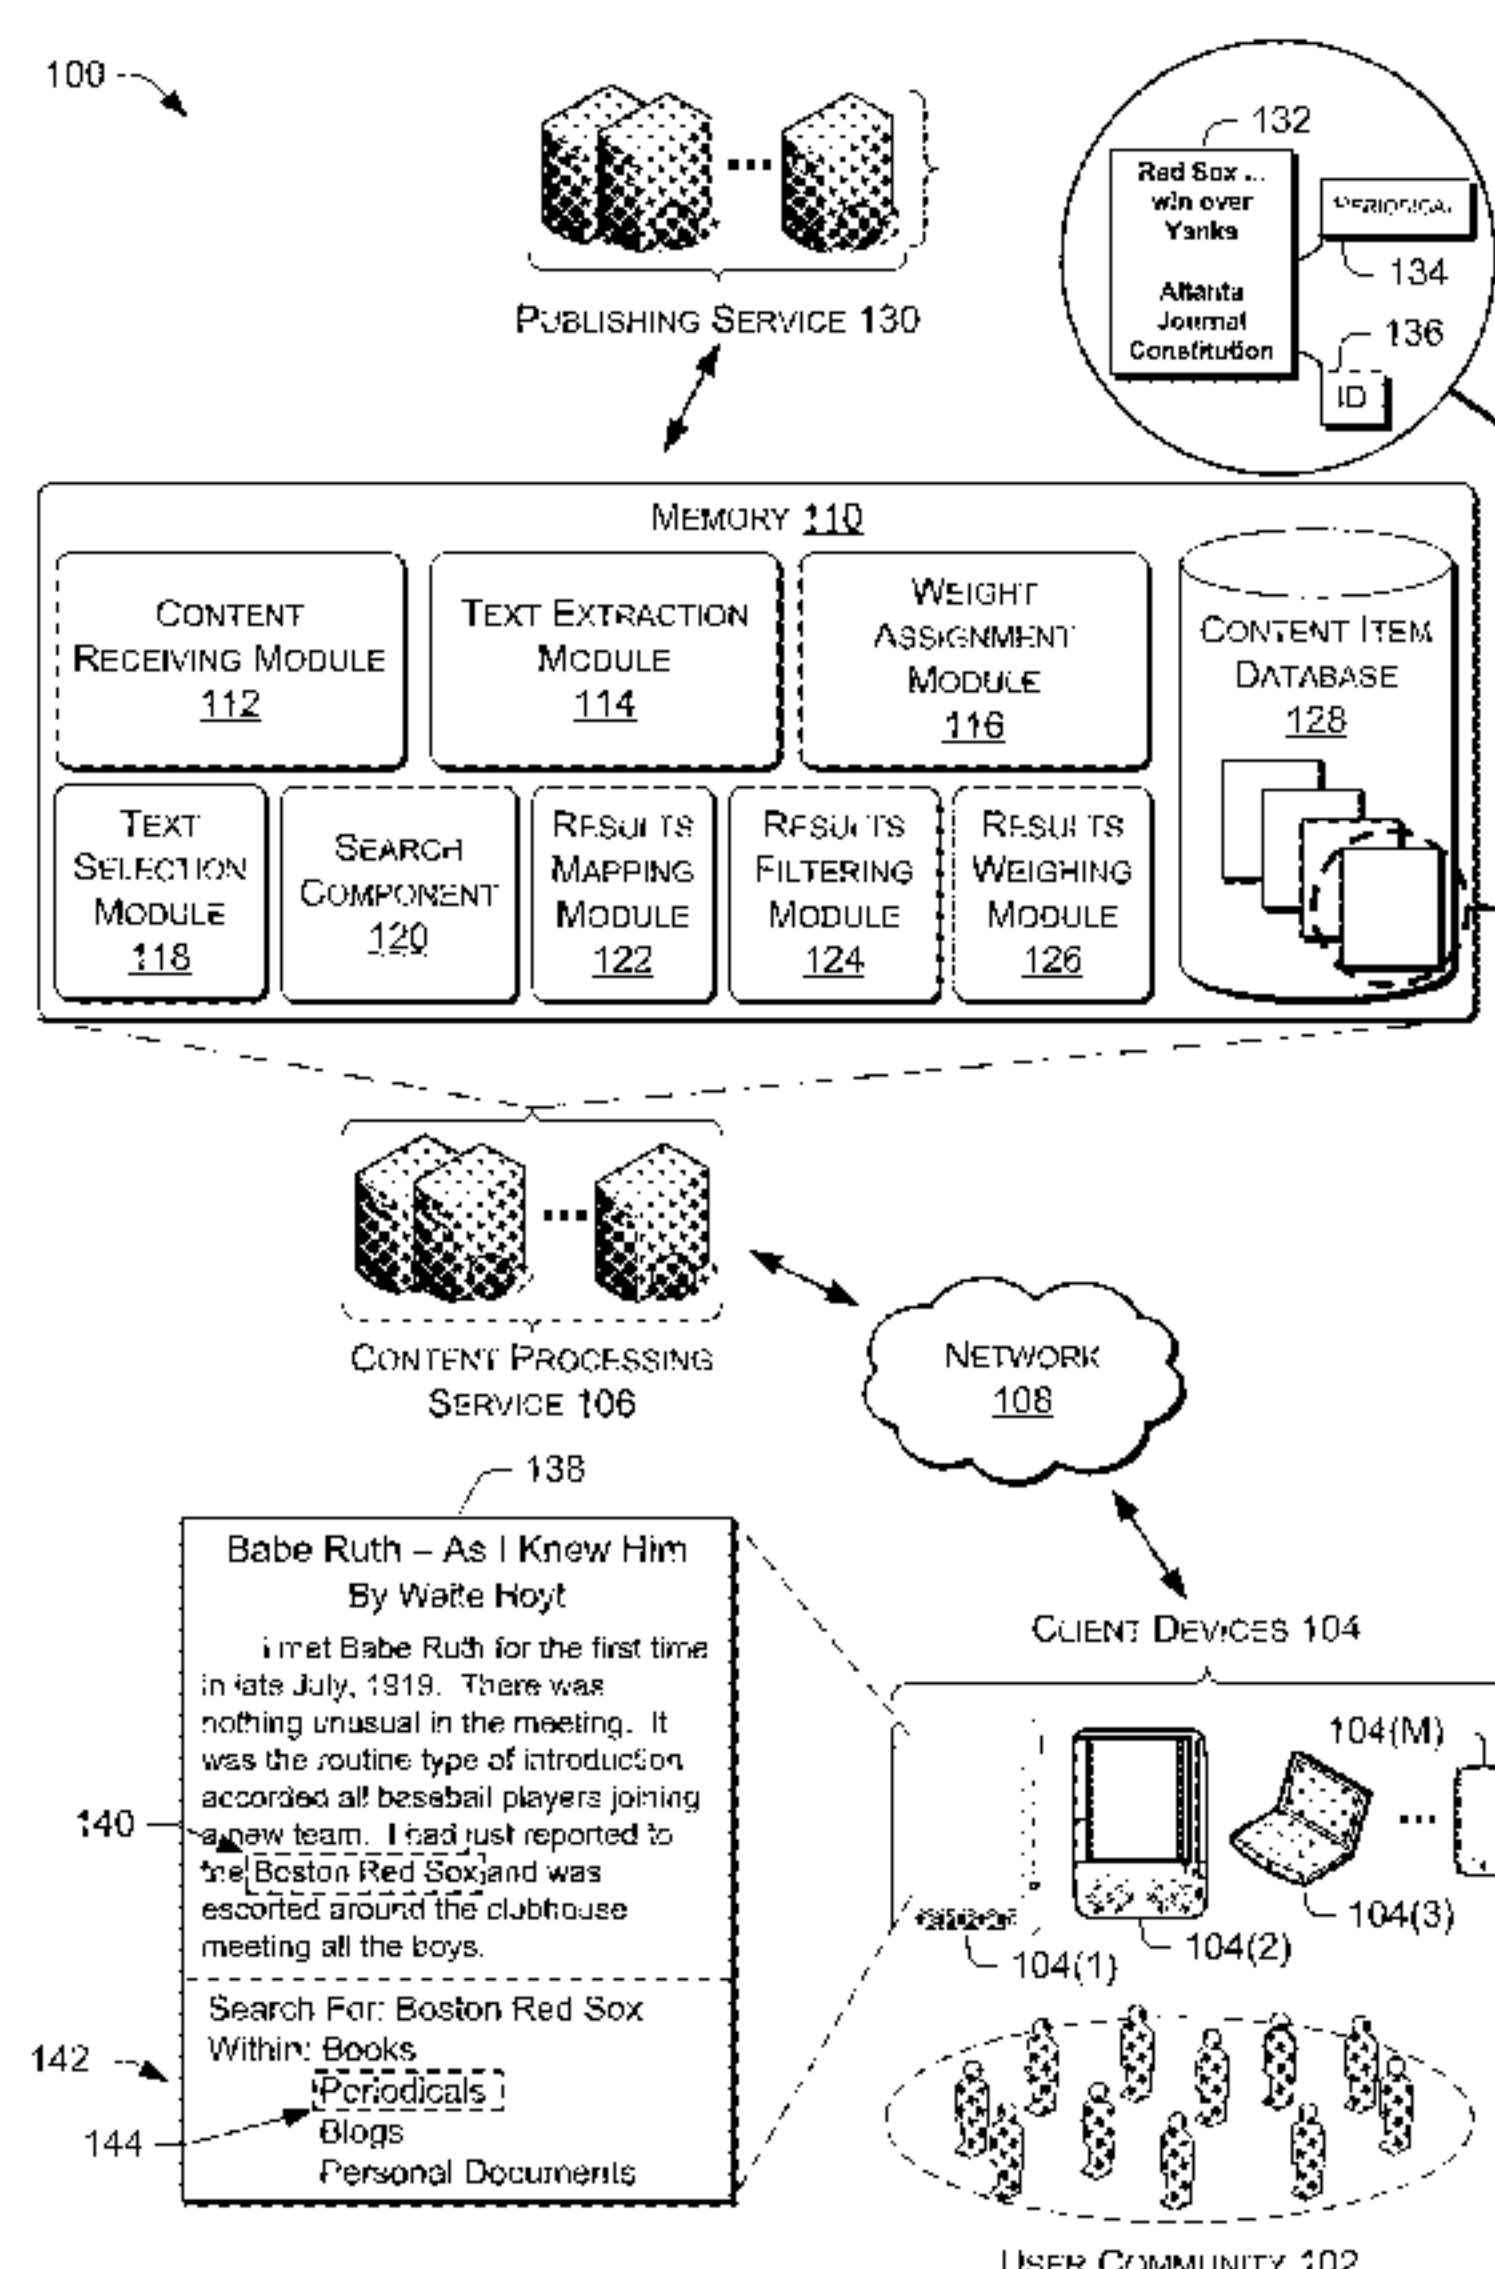 100
132
Red Sox ...
win over
Yanks
Atlanta
Journal
Constitution
PERIODICAL
134
136
ID
PUBLISHING SERVICE 130
MEMORY 110
CONTENT
RECEIVING MODULE
112
TEXT EXTRACTION
MODULE
114
WEIGHT
ASSIGNMENT
MODULE
116
CONTENT ITEM
DATABASE
128
TEXT
SELECTION
MODULE
118
SEARCH
COMPONENT
120
RESULTS
MAPPING
MODULE
122
RESULTS
FILTERING
MODULE
124
RESULTS
WEIGHING
MODULE
126
CONTENT PROCESSING
SERVICE 106
NETWORK
108
138
Babe Ruth – As I Knew Him
By Waite Hoyt
I met Babe Ruth for the first time
in late July, 1919. There was
nothing unusual in the meeting. It
was the routine type of introduction
accorded all baseball players joining
a new team. I had just reported to
the Boston Red Sox and was
escorted around the clubhouse
meeting all the boys.
140
Search For: Boston Red Sox
Within: Books
Periodicals
Blogs
Personal Documents
142
144
CLIENT DEVICES 104
104(M)
104(1)
104(2)
104(3)
USER COMMUNITY 102